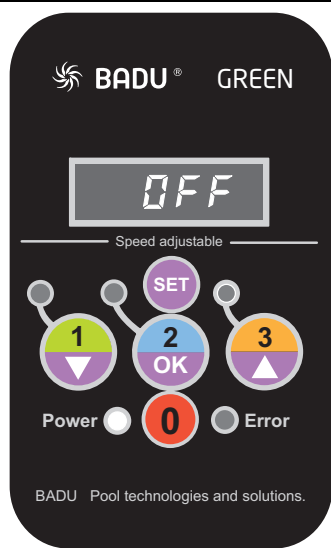 BADU ® GREEN
OFF
Speed adjustable
SET
1 2 3
OK
Power 0 Error
BADU Pool technologies and solutions.